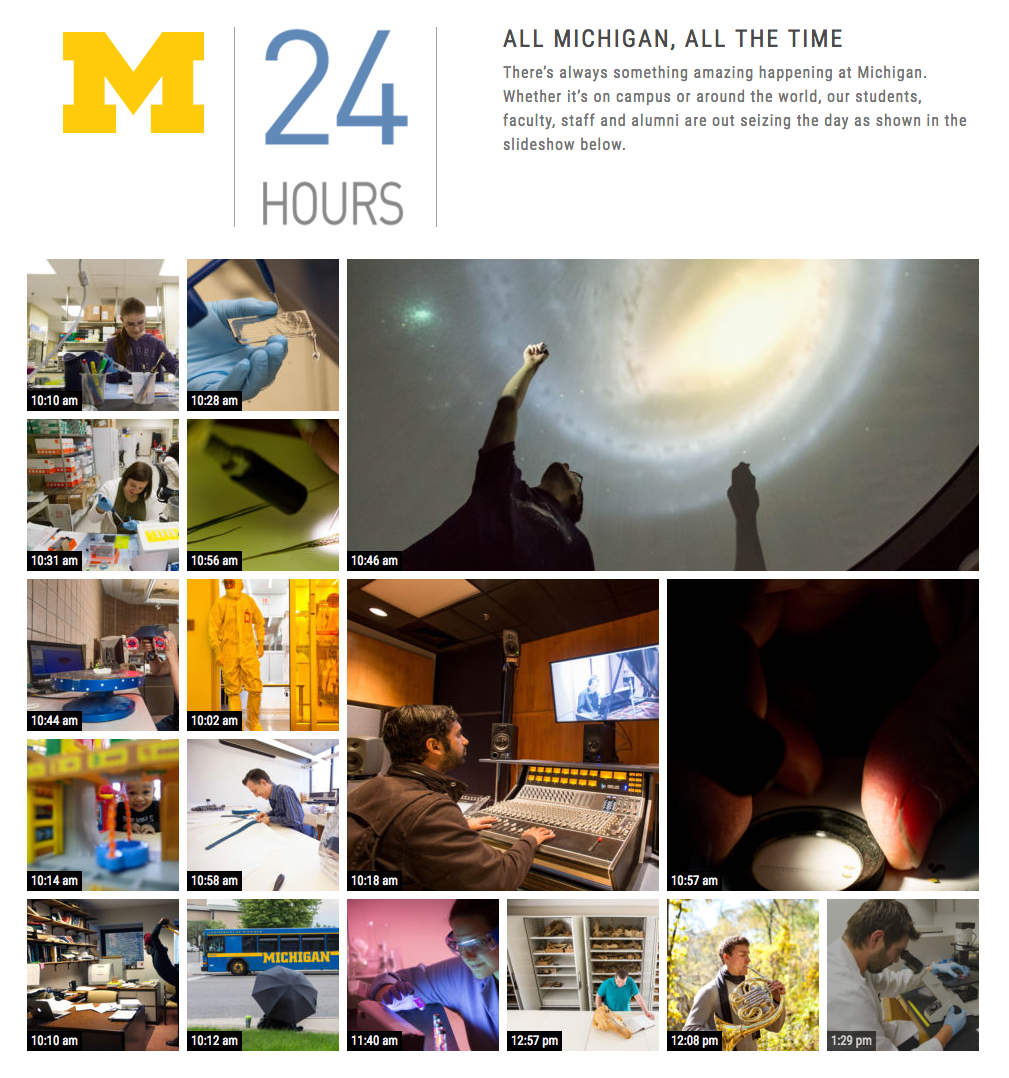 M
24
HOURS
ALL MICHIGAN, ALL THE TIME
There's always something amazing happening at Michigan.
Whether it's on campus or around the world, our students,
faculty, staff and alumni are out seizing the day as shown in the
slideshow below.
10:10 am
10:28 am
10:46 am
10:31 am
10:56 am
10:44 am
10:02 am
10:18 am
10:57 am
10:14 am
10:58 am
MICHIGAN
10:10 am
10:12 am
11:40 am
12:57 pm
12:08 pm
1:29 pm